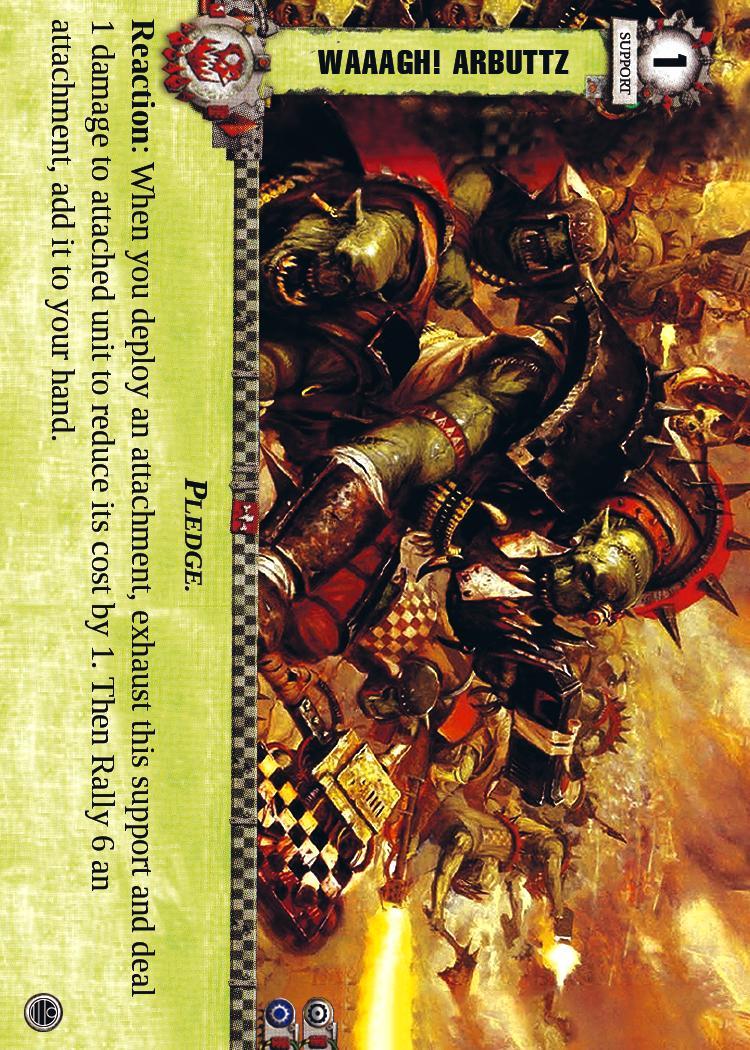 1
SUPPORT
WAAAGH! ARBUTTZ
PLEDGE.
Reaction: When you deploy an attachment, exhaust this support and deal
1 damage to attached unit to reduce its cost by 1. Then Rally 6 an
attachment, add it to your hand.